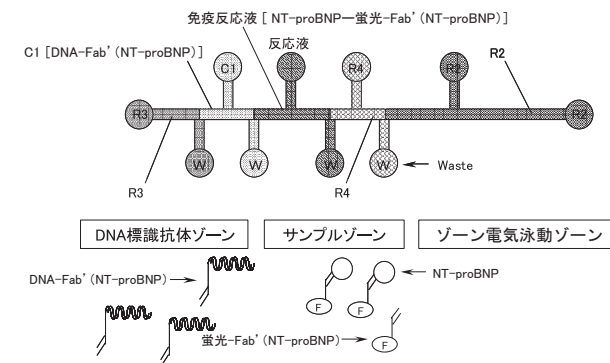 免疫反応液 [ NT-proBNPー蛍光-Fab’(NT-proBNP)]
C1 [DNA-Fab’(NT-proBNP)]
反応液
R2
C1
R4
R2
R3
R2
W
W
W
W
Waste
R3
R4
DNA標識抗体ゾーン
サンプルゾーン
ゾーン電気泳動ゾーン
DNA-Fab’(NT-proBNP)
NT-proBNP
F
F
蛍光-Fab’(NT-proBNP)
F